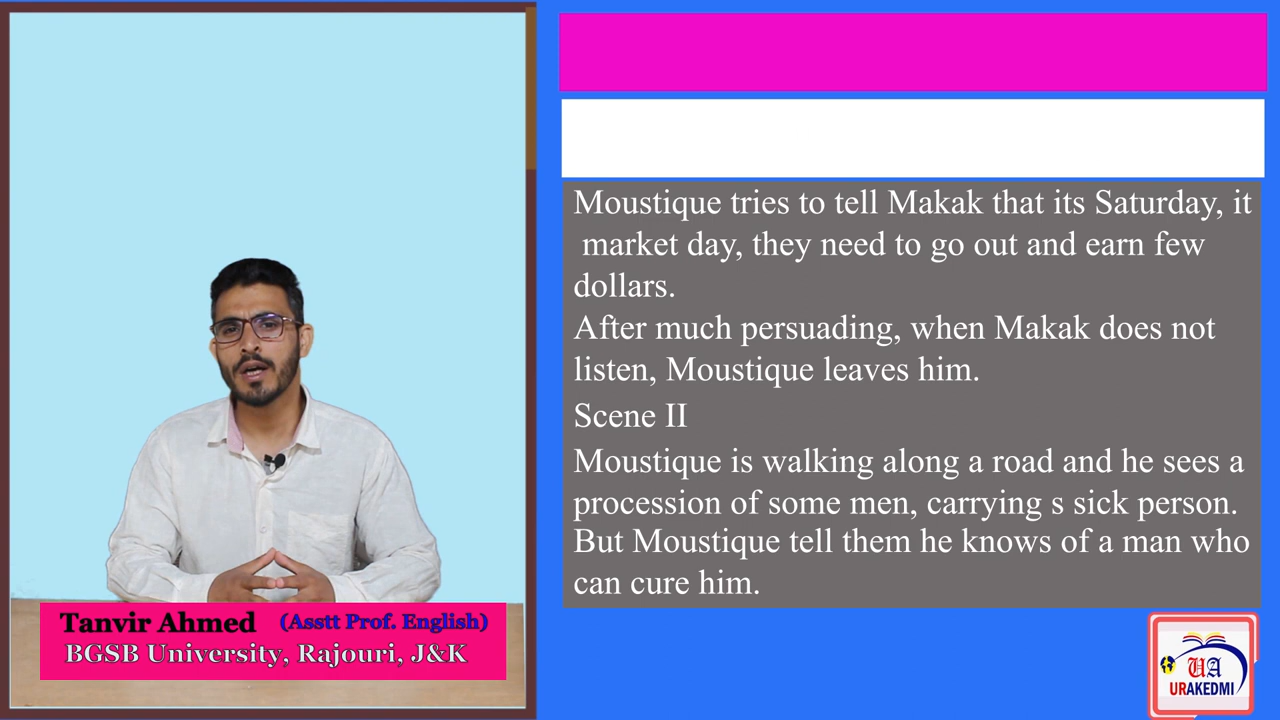 Moustique tries to tell Makak that its Saturday, it
market day, they need to go out and earn few
dollars.
After much persuading, when Makak does not
listen, Moustique leaves him.
Scene II
Moustique is walking along a road and he sees a
procession of some men, carrying s sick person.
But Moustique tell them he knows of a man who
can cure him.
Tanvir Ahmed (Asstt Prof. English)
BGSB University, Rajouri, J&K
UA
URAKEDMI